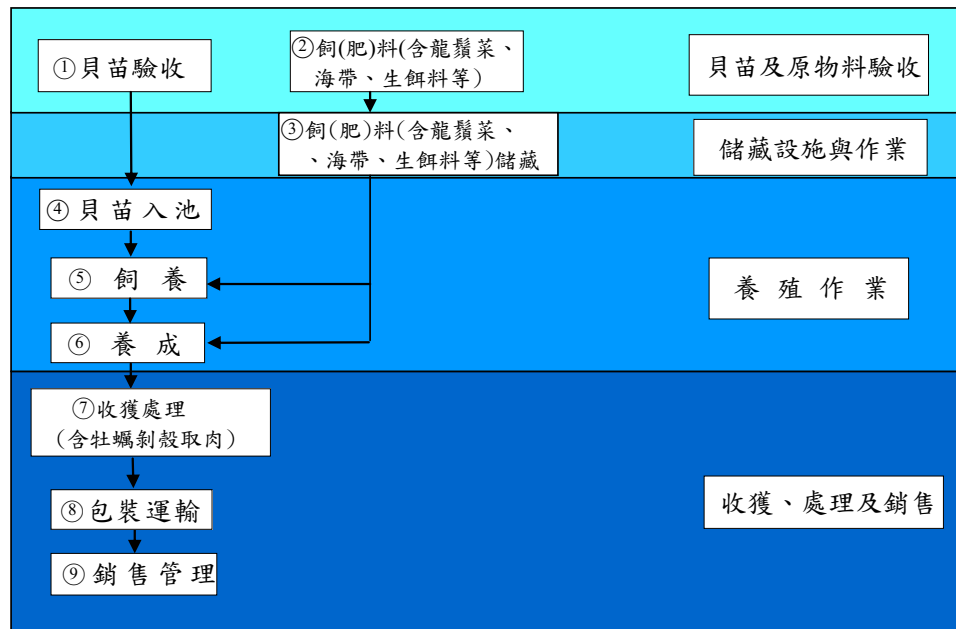 ①貝苗驗收
②飼(肥)料(含龍鬚菜、
海帶、生餌料等)
貝苗及原物料驗收
③飼(肥)料(含龍鬚菜、
、海帶、生餌料等)儲藏
儲藏設施與作業
④貝苗入池
⑤飼養
養殖作業
⑥養成
⑦收獲處理
(含牡蠣剝殼取肉)
⑧包裝運輸
收獲、處理及銷售
⑨銷售管理